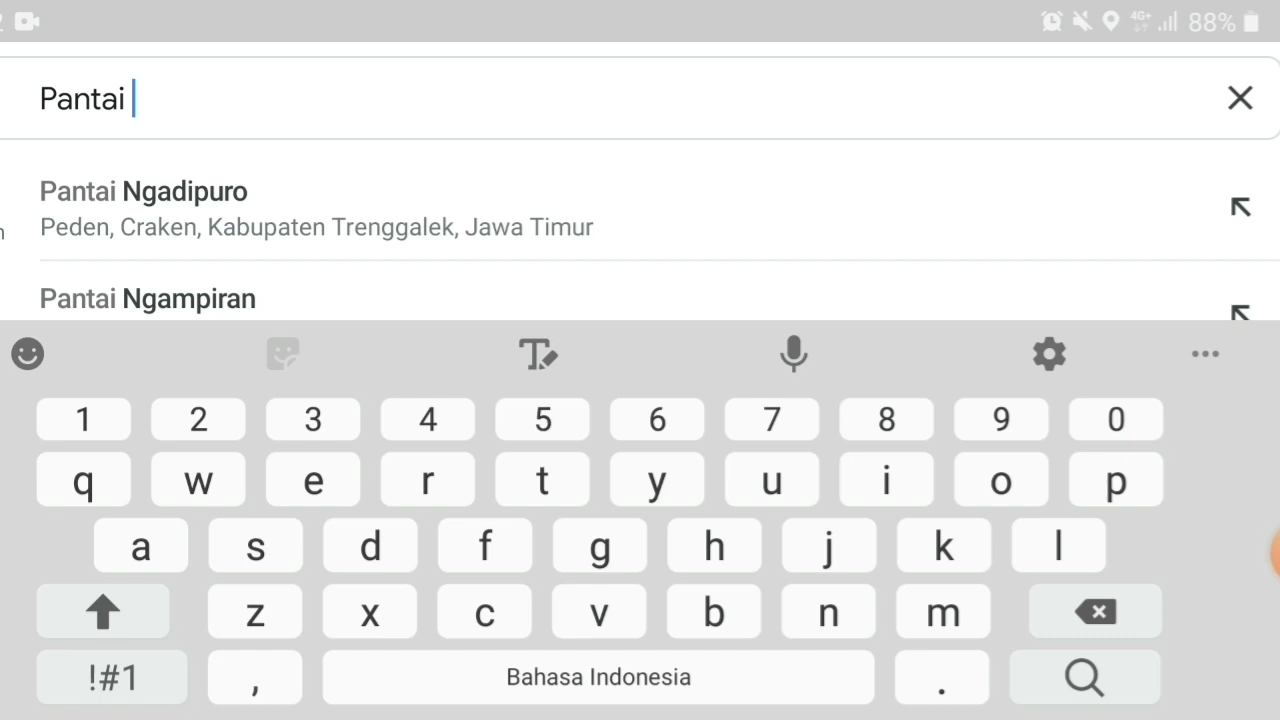 4G+ 88%
Pantai
Pantai Ngadipuro
Peden, Craken, Kabupaten Trenggalek, Jawa Timur
Pantai Ngampiran
1 2 3 4 5 6 7 8 9 0
q w e r t y u i o p
a s d f g h j k l
z x c v b n m
!#1 , Bahasa Indonesia .